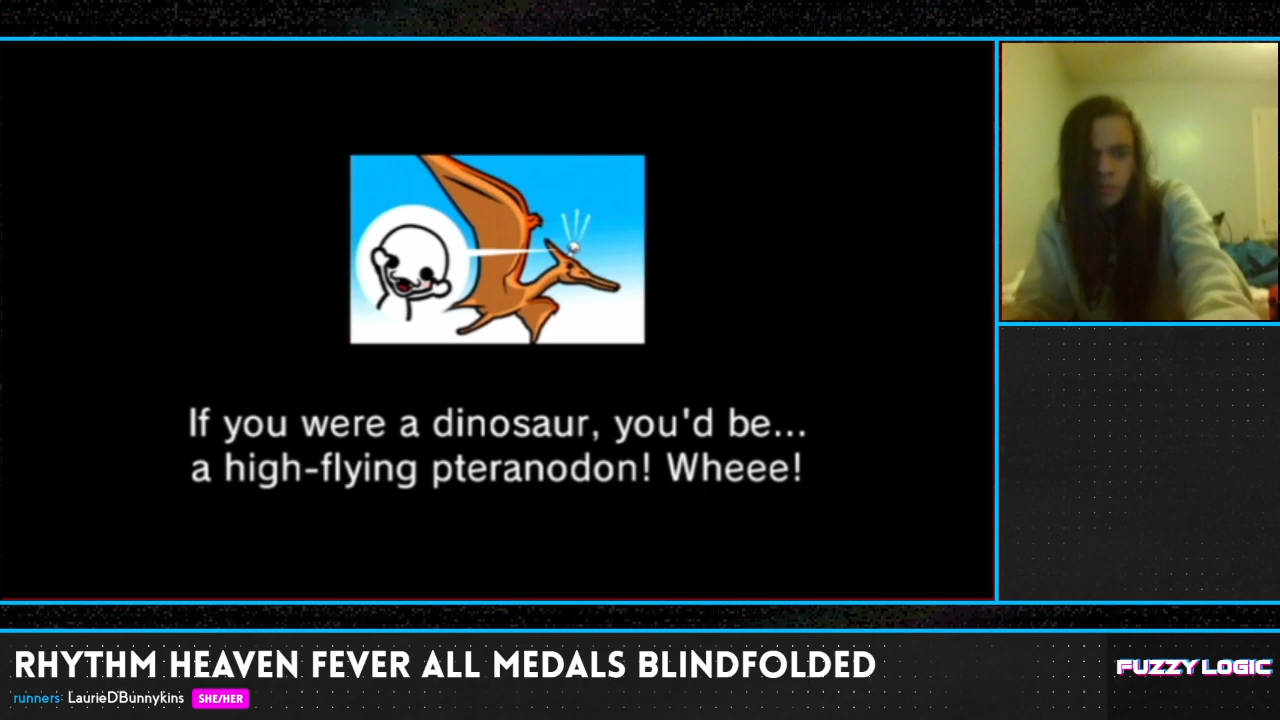 If you were a dinosaur, you'd be...
a high-flying pteranodon! Wheee!
RHYTHM HEAVEN FEVER ALL MEDALS BLINDFOLDED
runners: LaurieDBunnykins SHE/HER
FUZZY LOGIC